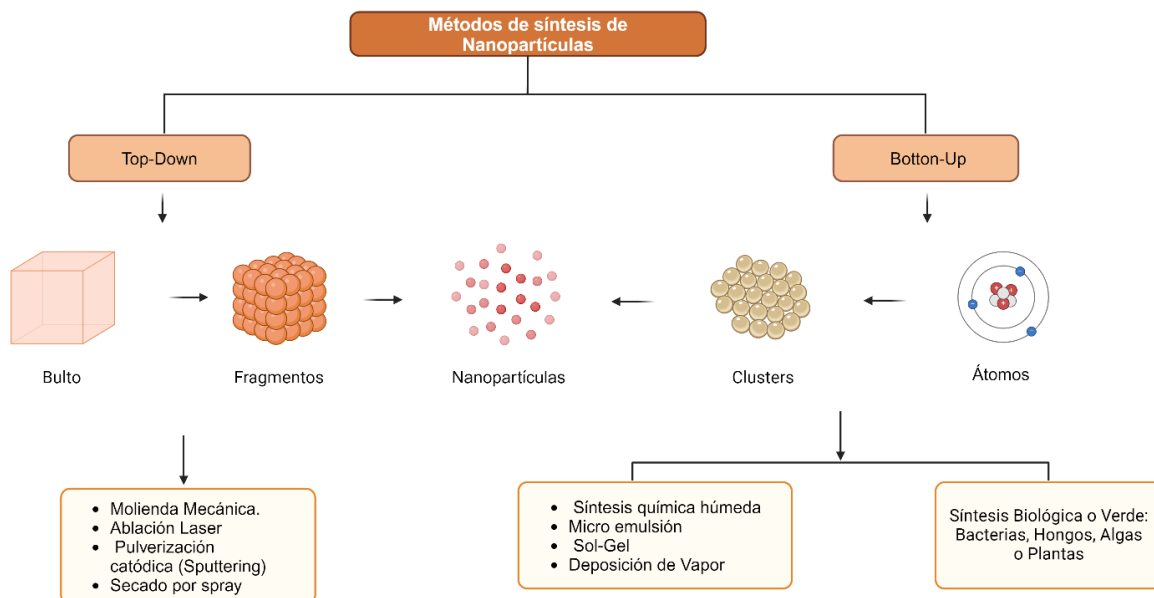 Métodos de síntesis de
Nanopartículas
Top-Down
Botton-Up
Bulto
Fragmentos
Nanopartículas
Clusters
Átomos
• Molienda Mecánica.
• Ablación Laser
• Pulverización
catódica (Sputtering)
• Secado por spray
• Síntesis química húmeda
• Micro emulsión
• Sol-Gel
• Deposición de Vapor
Síntesis Biológica o Verde:
Bacterias, Hongos, Algas
o Plantas